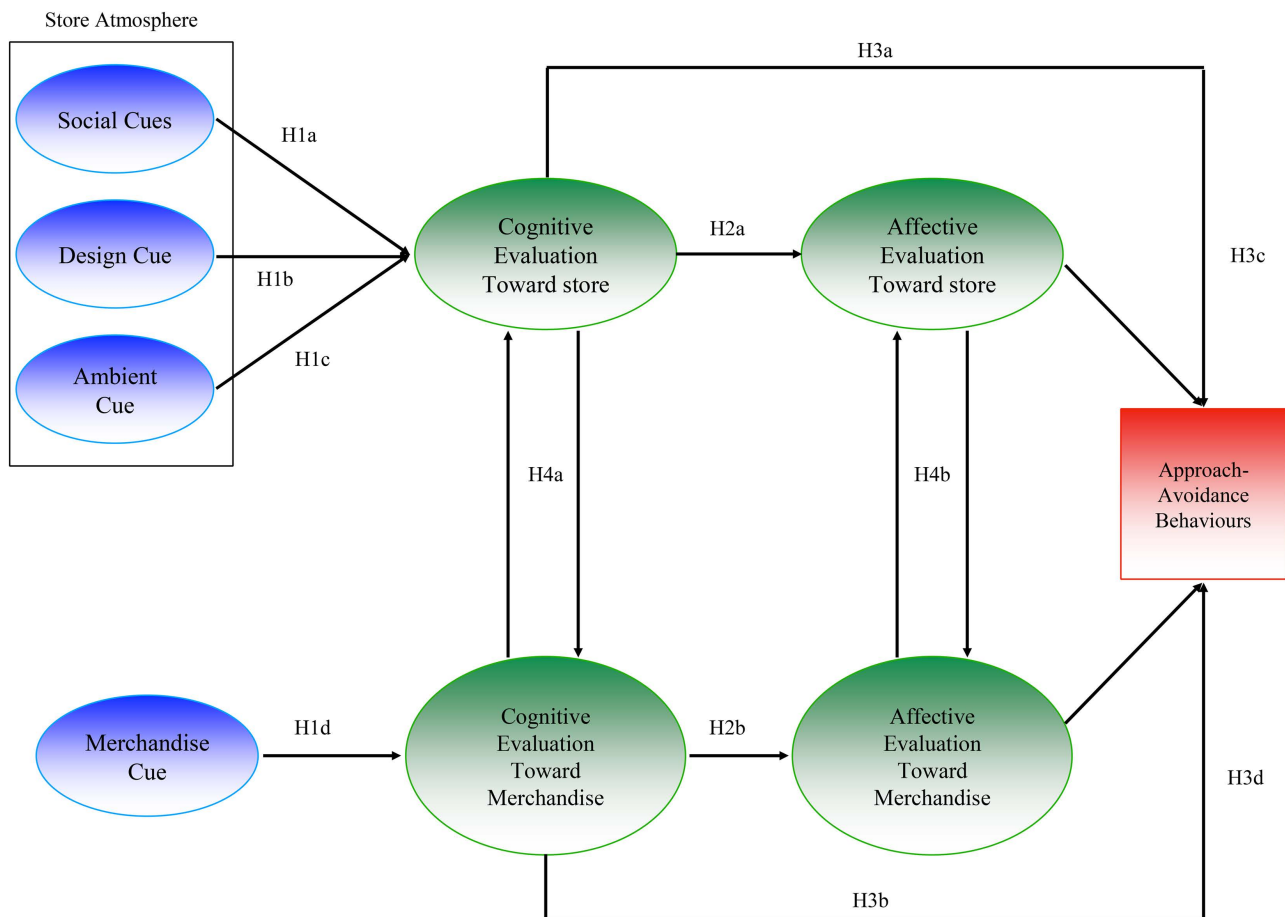 Store Atmosphere
Social Cues
Design Cue
Ambient
Cue
H1a
H1b
H1c
H3a
Cognitive
Evaluation
Toward store
H2a
Affective
Evaluation
Toward store
H3c
H4a
H4b
Approach-
Avoidance
Behaviours
Merchandise
Cue
H1d
Cognitive
Evaluation
Toward
Merchandise
H2b
Affective
Evaluation
Toward
Merchandise
H3d
H3b